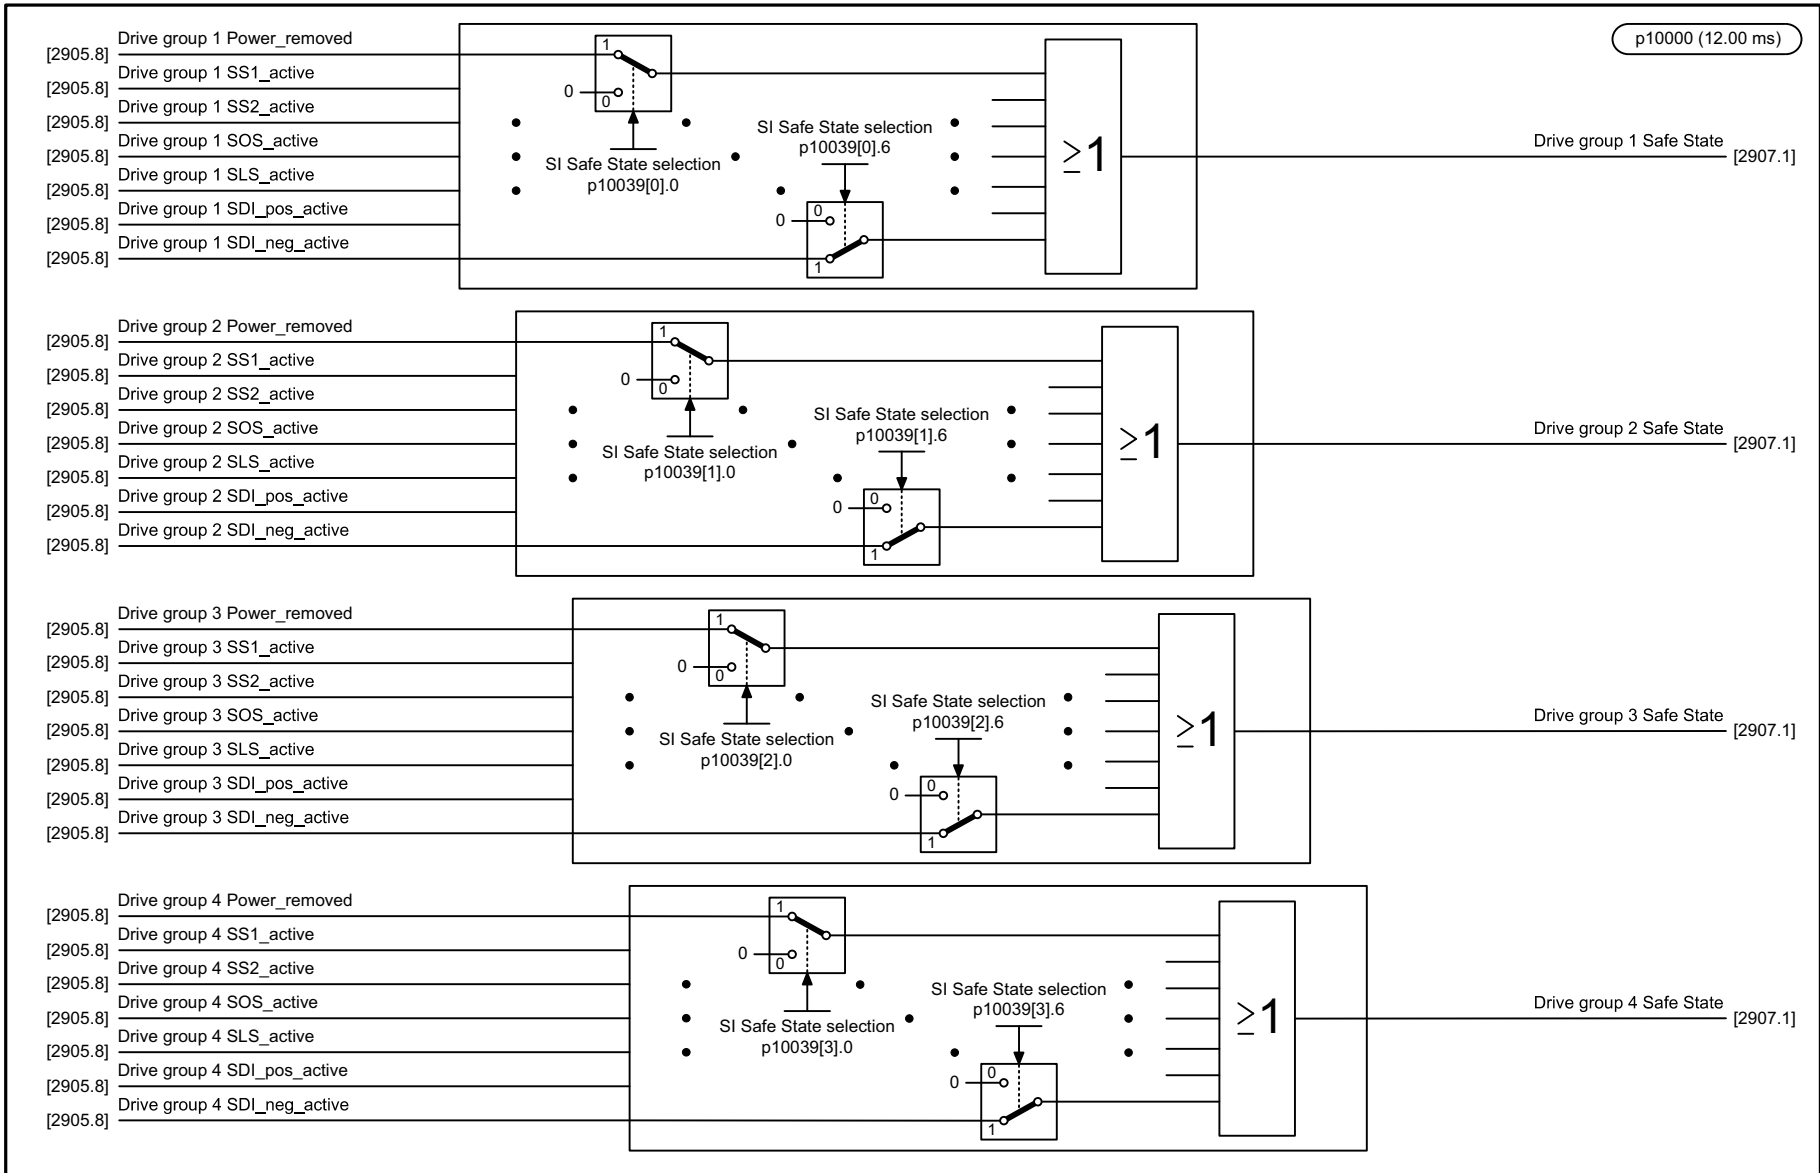 p10000 (12.00 ms)
Drive group 1 Power_removed
[2905.8]
Drive group 1 SS1_active
[2905.8]
Drive group 1 SS2_active
[2905.8]
Drive group 1 SOS_active
[2905.8]
Drive group 1 SLS_active
[2905.8]
Drive group 1 SDI_pos_active
[2905.8]
Drive group 1 SDI_neg_active
[2905.8]
1
0
0
SI Safe State selection
p10039[0].0
SI Safe State selection
p10039[0].6
0
0
1
≥1
Drive group 1 Safe State
[2907.1]
Drive group 2 Power_removed
[2905.8]
Drive group 2 SS1_active
[2905.8]
Drive group 2 SS2_active
[2905.8]
Drive group 2 SOS_active
[2905.8]
Drive group 2 SLS_active
[2905.8]
Drive group 2 SDI_pos_active
[2905.8]
Drive group 2 SDI_neg_active
[2905.8]
1
0
0
SI Safe State selection
p10039[1].0
SI Safe State selection
p10039[1].6
0
0
1
≥1
Drive group 2 Safe State
[2907.1]
Drive group 3 Power_removed
[2905.8]
Drive group 3 SS1_active
[2905.8]
Drive group 3 SS2_active
[2905.8]
Drive group 3 SOS_active
[2905.8]
Drive group 3 SLS_active
[2905.8]
Drive group 3 SDI_pos_active
[2905.8]
Drive group 3 SDI_neg_active
[2905.8]
1
0
0
SI Safe State selection
p10039[2].0
SI Safe State selection
p10039[2].6
0
0
1
≥1
Drive group 3 Safe State
[2907.1]
Drive group 4 Power_removed
[2905.8]
Drive group 4 SS1_active
[2905.8]
Drive group 4 SS2_active
[2905.8]
Drive group 4 SOS_active
[2905.8]
Drive group 4 SLS_active
[2905.8]
Drive group 4 SDI_pos_active
[2905.8]
Drive group 4 SDI_neg_active
[2905.8]
1
0
0
SI Safe State selection
p10039[3].0
SI Safe State selection
p10039[3].6
0
0
1
≥1
Drive group 4 Safe State
[2907.1]